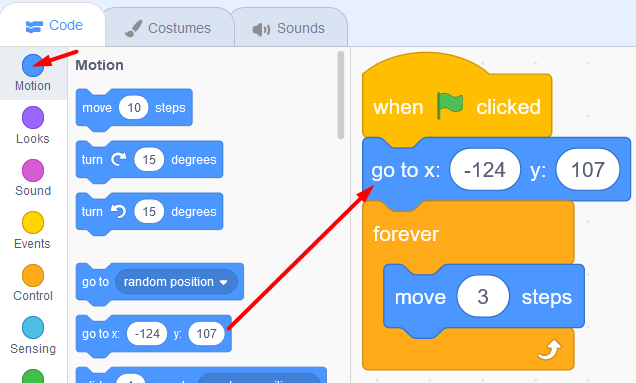 Code
Costumes
Sounds
Motion
Looks
Sound
Events
Control
Sensing
Motion
move 10 steps
turn 15 degrees
turn 15 degrees
go to random position
go to x: -124 y: 107
when clicked
go to x: -124 y: 107
forever
move 3 steps